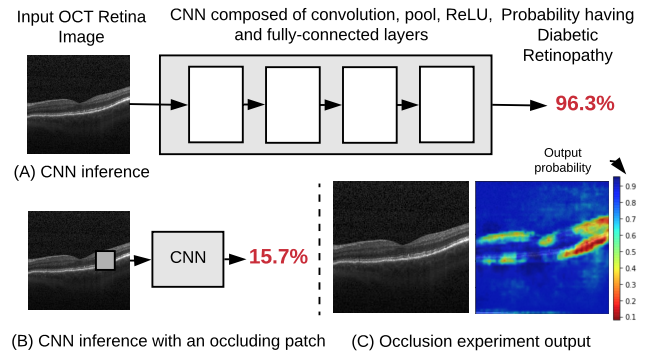 Input OCT Retina
Image
CNN composed of convolution, pool, ReLU,
and fully-connected layers
Probability having
Diabetic
Retinopathy
96.3%
(A) CNN inference
Output
probability
CNN
15.7%
0.9
0.8
0.7
0.6
0.5
0.4
0.3
0.2
0.1
(B) CNN inference with an occluding patch
(C) Occlusion experiment output